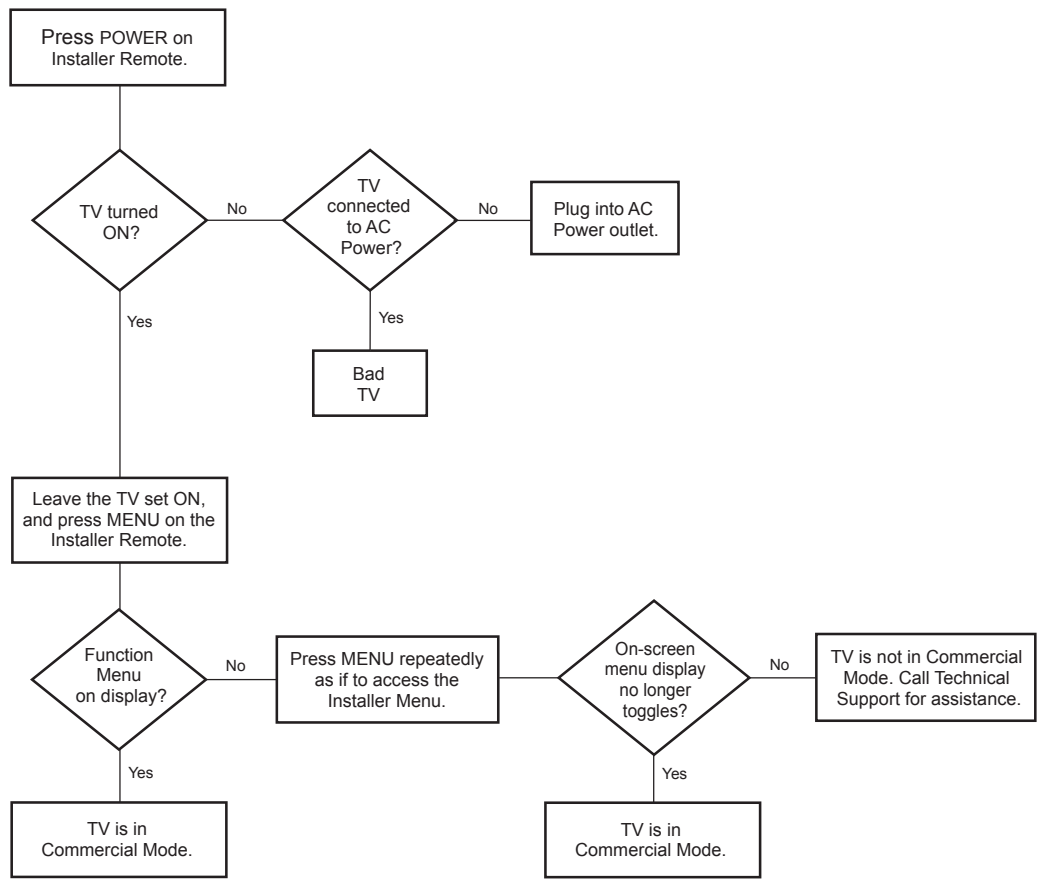 Press POWER on
Installer Remote.
TV turned
ON?
No
TV
connected
to AC
Power?
No
Plug into AC
Power outlet.
Yes
Yes
Bad
TV
Leave the TV set ON,
and press MENU on the
Installer Remote.
Function
Menu
on display?
No
Press MENU repeatedly
as if to access the
Installer Menu.
On-screen
menu display
no longer
toggles?
No
TV is not in Commercial
Mode. Call Technical
Support for assistance.
Yes
TV is in
Commercial Mode.
Yes
TV is in
Commercial Mode.